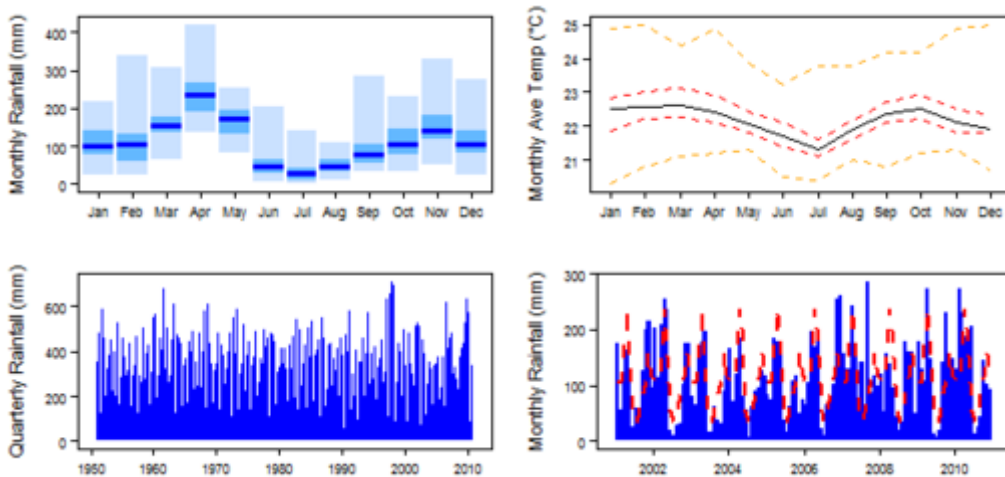 Monthly Rainfall (mm)
400
300
200
100
0
Jan Feb Mar Apr May Jun Jul Aug Sep Oct Nov Dec
Monthly Ave Temp (°C)
25
24
23
22
21
Jan Feb Mar Apr May Jun Jul Aug Sep Oct Nov Dec
Quarterly Rainfall (mm)
600
400
200
0
1950 1960 1970 1980 1990 2000 2010
Monthly Rainfall (mm)
300
200
100
0
2002 2004 2006 2008 2010